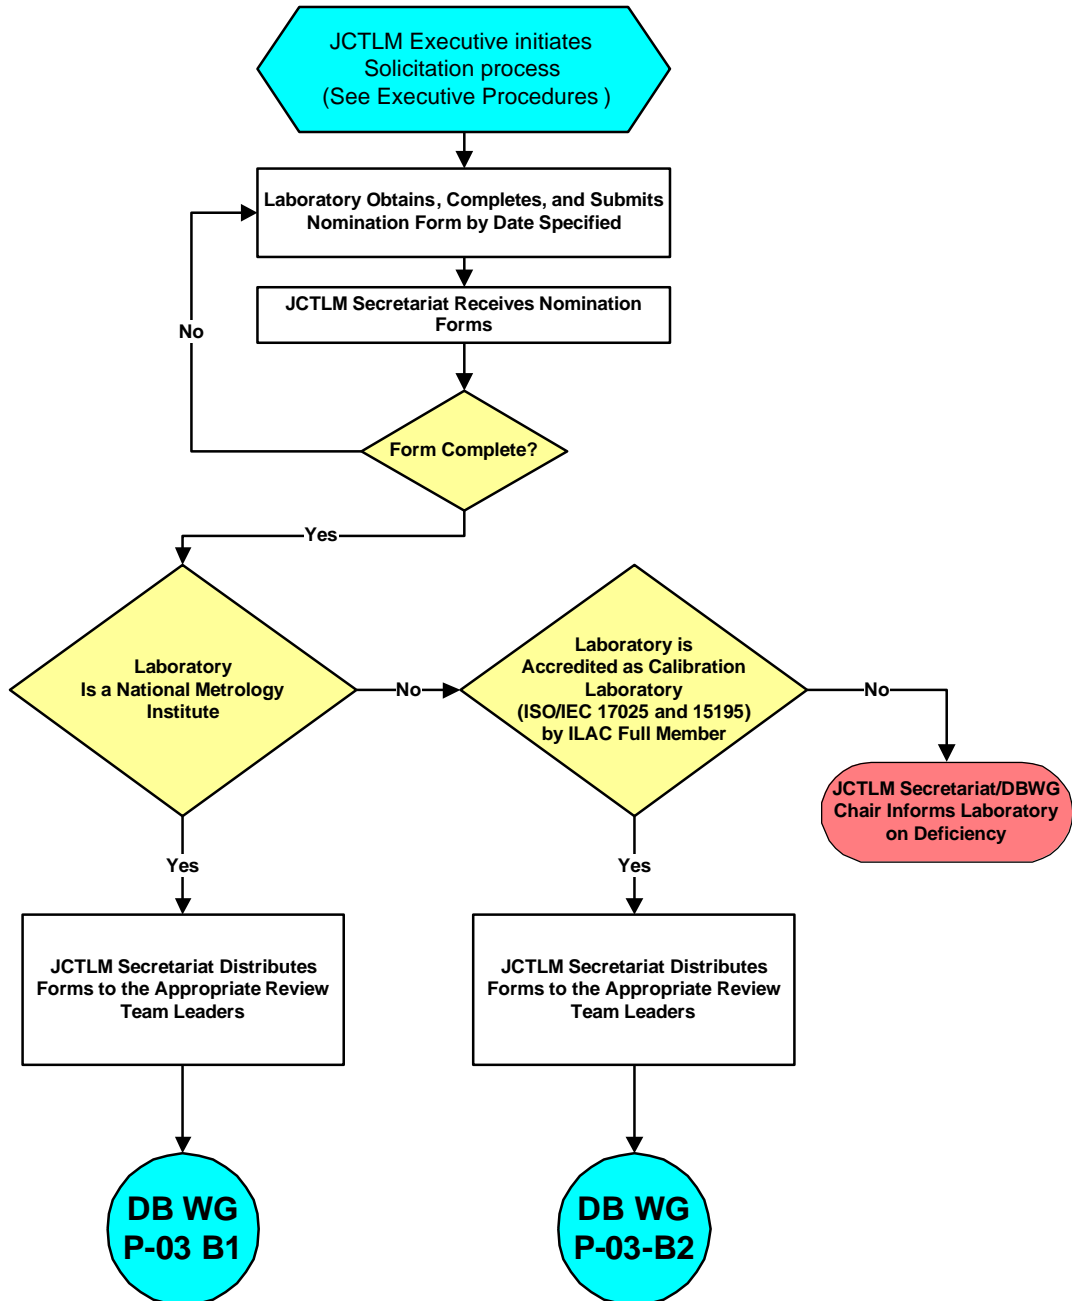 JCTLM Executive initiates
Solicitation process
(See Executive Procedures )
Laboratory Obtains, Completes, and Submits
Nomination Form by Date Specified
JCTLM Secretariat Receives Nomination
Forms
No
Form Complete?
Yes
Laboratory
Is a National Metrology
Institute
No
Laboratory is
Accredited as Calibration
Laboratory
(ISO/IEC 17025 and 15195)
by ILAC Full Member
No
JCTLM Secretariat/DBWG
Chair Informs Laboratory
on Deficiency
Yes
Yes
JCTLM Secretariat Distributes
Forms to the Appropriate Review
Team Leaders
JCTLM Secretariat Distributes
Forms to the Appropriate Review
Team Leaders
DB WG
P-03 B1
DB WG
P-03-B2